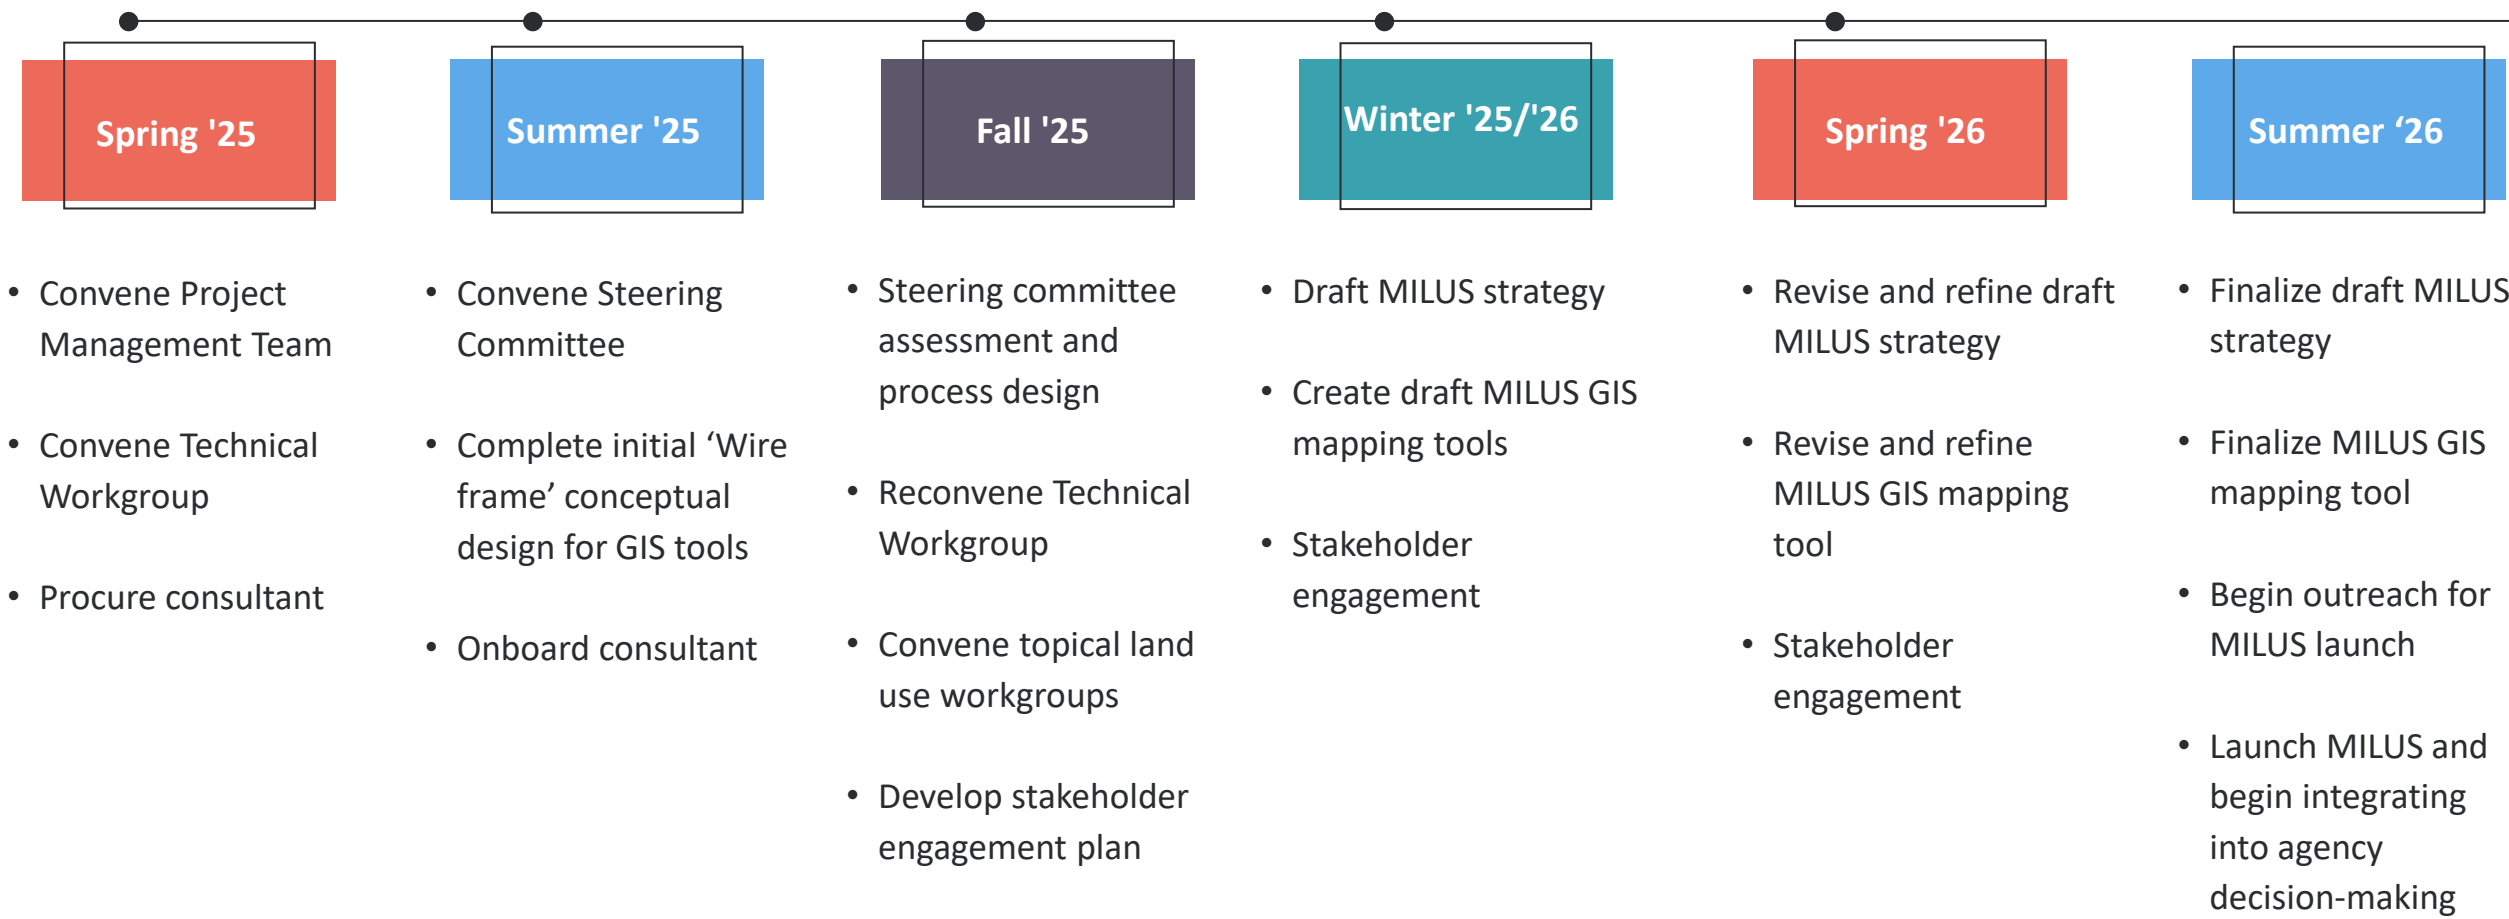 Spring '25
• Convene Project
Management Team
• Convene Technical
Workgroup
• Procure consultant
Summer '25
• Convene Steering
Committee
• Complete initial ‘Wire
frame’ conceptual
design for GIS tools
• Onboard consultant
Fall '25
• Steering committee
assessment and
process design
• Reconvene Technical
Workgroup
• Convene topical land
use workgroups
• Develop stakeholder
engagement plan
Winter '25/'26
• Draft MILUS strategy
• Create draft MILUS GIS
mapping tools
• Stakeholder
engagement
Spring '26
• Revise and refine draft
MILUS strategy
• Revise and refine
MILUS GIS mapping
tool
• Stakeholder
engagement
Summer ‘26
• Finalize draft MILUS
strategy
• Finalize MILUS GIS
mapping tool
• Begin outreach for
MILUS launch
• Launch MILUS and
begin integrating
into agency
decision-making